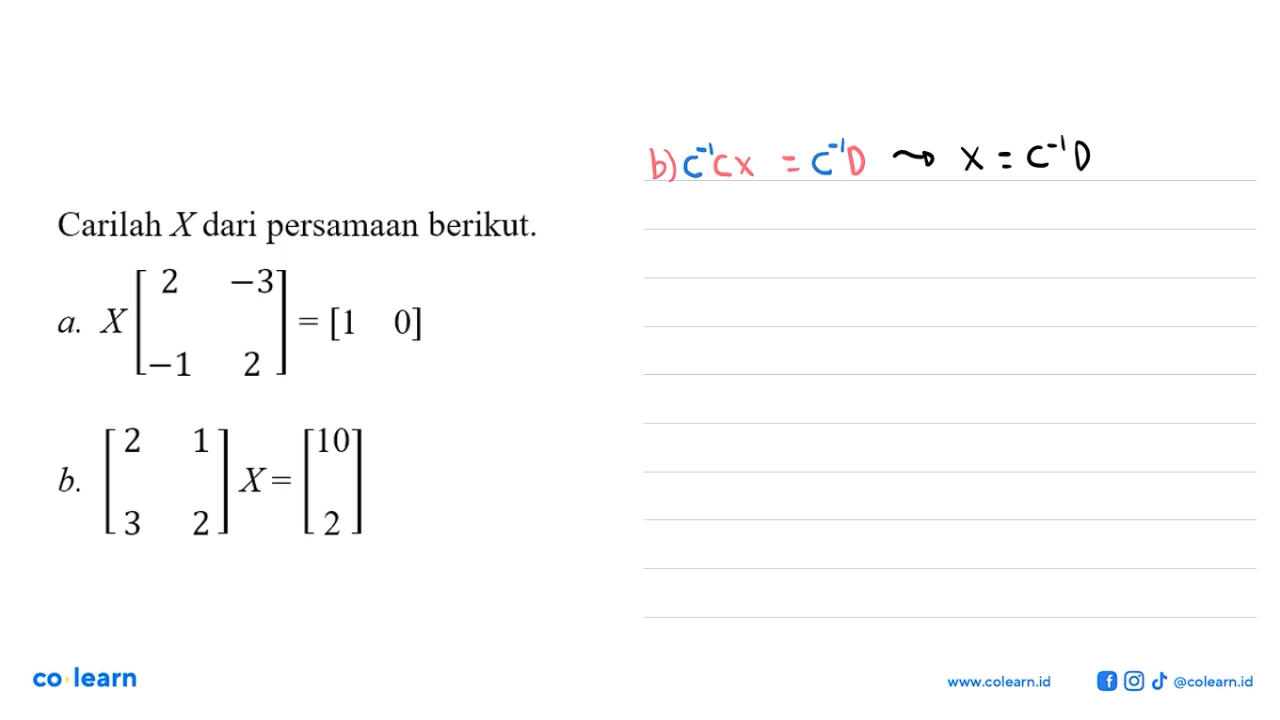 Carilah X dari persamaan berikut.
a. X [2 −3
−1 2] = [1 0]
b. [2 1
3 2] X = [10
2]
b) C⁻¹CX = C⁻¹D ⤳ X = C⁻¹D
co·learn
www.colearn.id @colearn.id